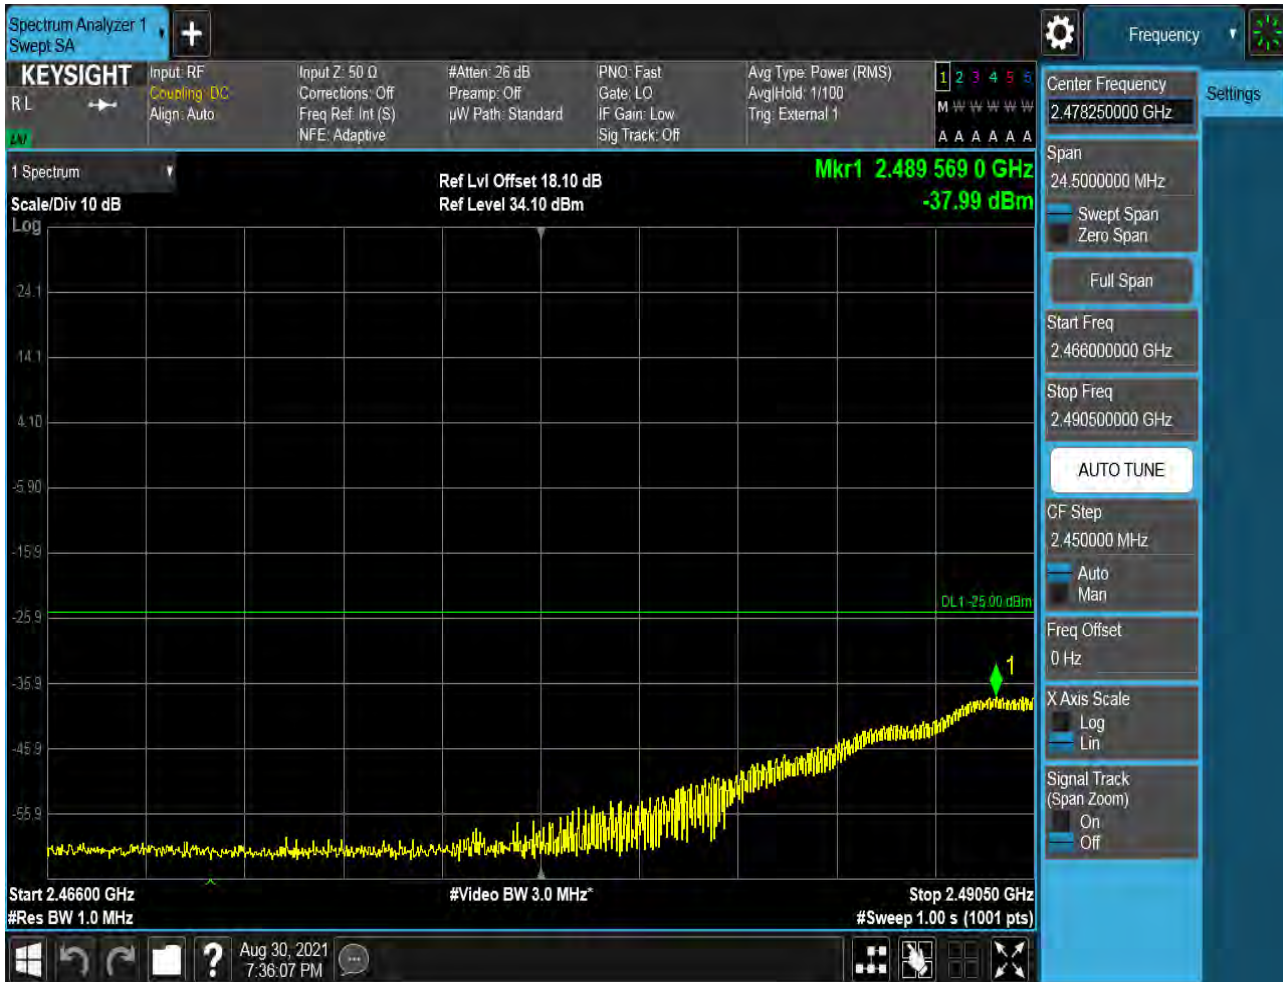 Spectrum Analyzer 1
Swept SA
Frequency
KEYSIGHT
R L
Input: RF
Coupling: DC
Align: Auto
Input Z: 50 Ω
Corrections: Off
Freq Ref: Int (S)
NFE: Adaptive
#Atten: 26 dB
Preamp: Off
µW Path: Standard
PNO: Fast
Gate: LO
IF Gain: Low
Sig Track: Off
Avg Type: Power (RMS)
Avg|Hold: 1/100
Trig: External 1
1 2 3 4 5 6
M W W W W W
A A A A A A
1 Spectrum
Scale/Div 10 dB
Log
Ref Lvl Offset 18.10 dB
Ref Level 34.10 dBm
Mkr1 2.489 569 0 GHz
-37.99 dBm
24.1
14.1
4.10
-5.90
-15.9
-25.9
-35.9
-45.9
-55.9
DL1 -25.00 dBm
1
Start 2.46600 GHz
#Res BW 1.0 MHz
#Video BW 3.0 MHz*
Stop 2.49050 GHz
#Sweep 1.00 s (1001 pts)
Center Frequency
2.478250000 GHz
Settings
Span
24.5000000 MHz
Swept Span
Zero Span
Full Span
Start Freq
2.466000000 GHz
Stop Freq
2.490500000 GHz
AUTO TUNE
CF Step
2.450000 MHz
Auto
Man
Freq Offset
0 Hz
X Axis Scale
Log
Lin
Signal Track
(Span Zoom)
On
Off
?
Aug 30, 2021
7:36:07 PM